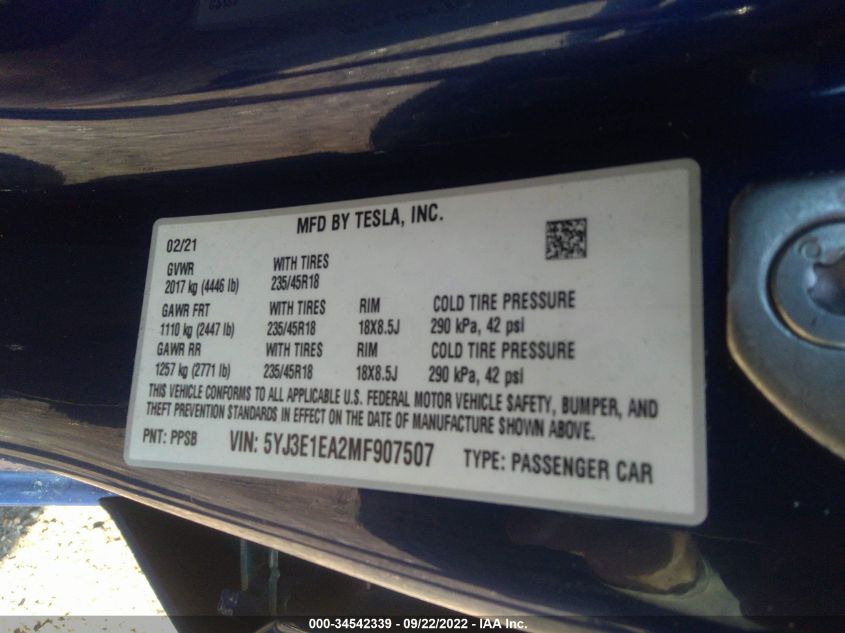 MFD BY TESLA, INC.
02/21
GVWR WITH TIRES
2017 kg (4446 lb) 235/45R18
GAWR FRT WITH TIRES RIM COLD TIRE PRESSURE
1110 kg (2447 lb) 235/45R18 18X8.5J 290 kPa, 42 psi
GAWR RR WITH TIRES RIM COLD TIRE PRESSURE
1257 kg (2771 lb) 235/45R18 18X8.5J 290 kPa, 42 psi
THIS VEHICLE CONFORMS TO ALL APPLICABLE U.S. FEDERAL MOTOR VEHICLE SAFETY, BUMPER, AND
THEFT PREVENTION STANDARDS IN EFFECT ON THE DATE OF MANUFACTURE SHOWN ABOVE.
PNT: PPSB VIN: 5YJ3E1EA2MF907507 TYPE: PASSENGER CAR
000-34542339 - 09/22/2022 - IAA Inc.